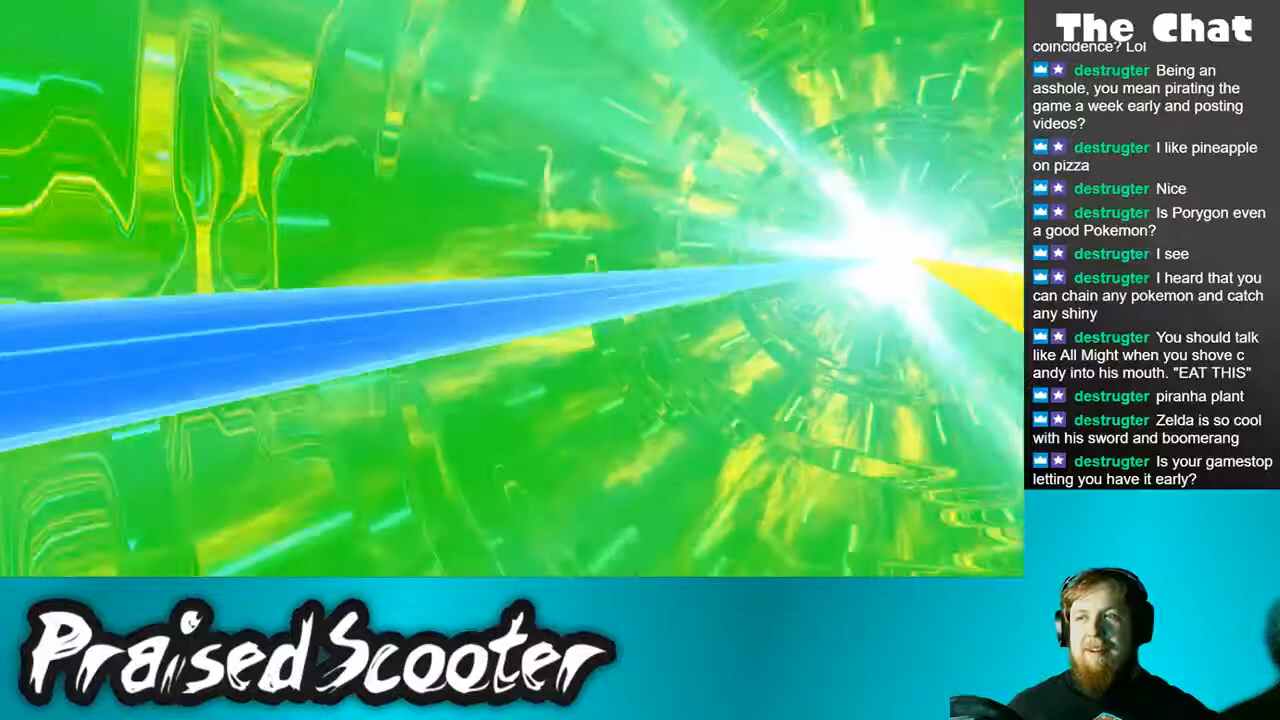 The Chat
coincidence? Lol
destrugter Being an
asshole, you mean pirating the
game a week early and posting
videos?
destrugter I like pineapple
on pizza
destrugter Nice
destrugter Is Porygon even
a good Pokemon?
destrugter I see
destrugter I heard that you
can chain any pokemon and catch
any shiny
destrugter You should talk
like All Might when you shove c
andy into his mouth. "EAT THIS"
destrugter piranha plant
destrugter Zelda is so cool
with his sword and boomerang
destrugter Is your gamestop
letting you have it early?
PraisedScooter